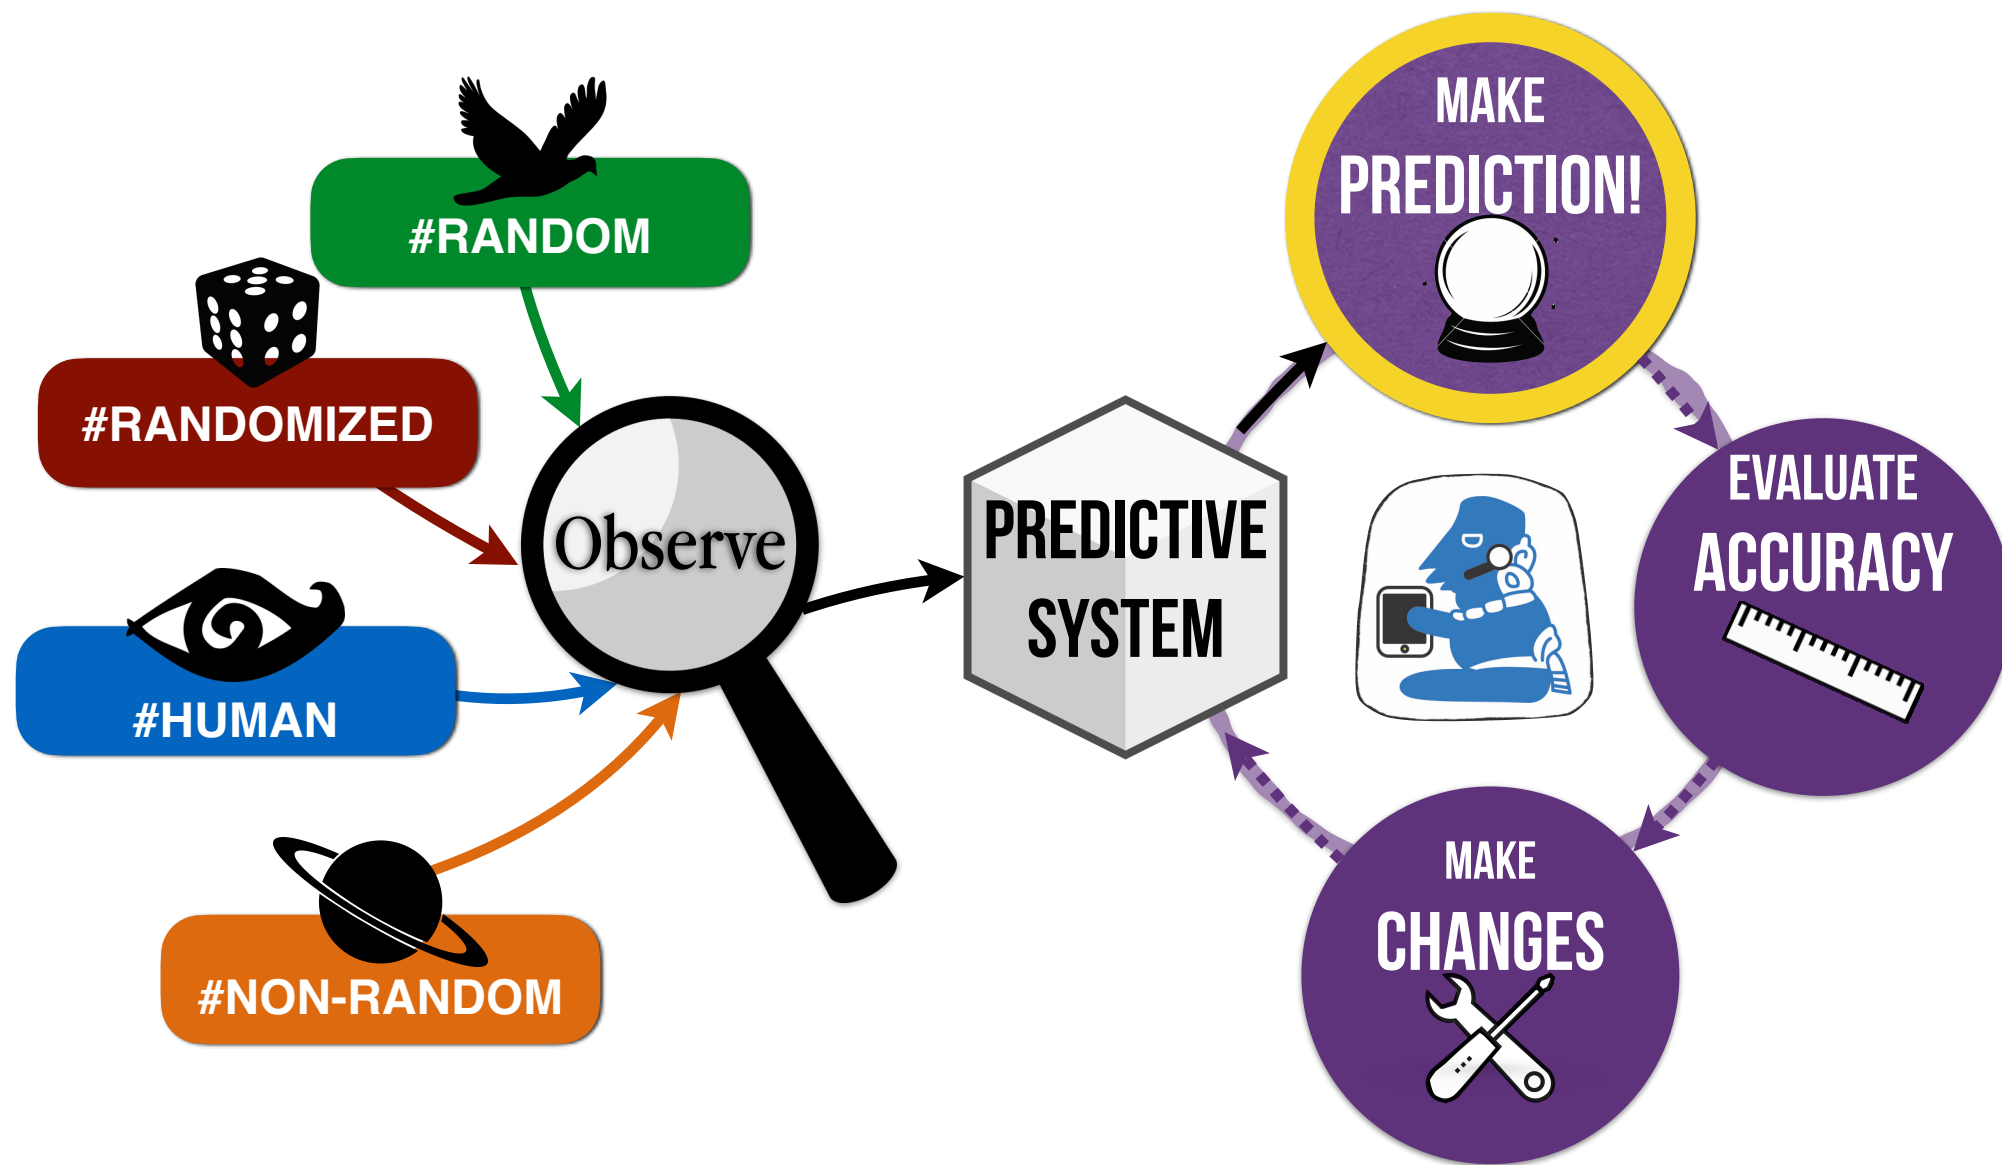 #RANDOM
#RANDOMIZED
#HUMAN
#NON-RANDOM
Observe
PREDICTIVE
SYSTEM
MAKE
PREDICTION!
EVALUATE
ACCURACY
MAKE
CHANGES